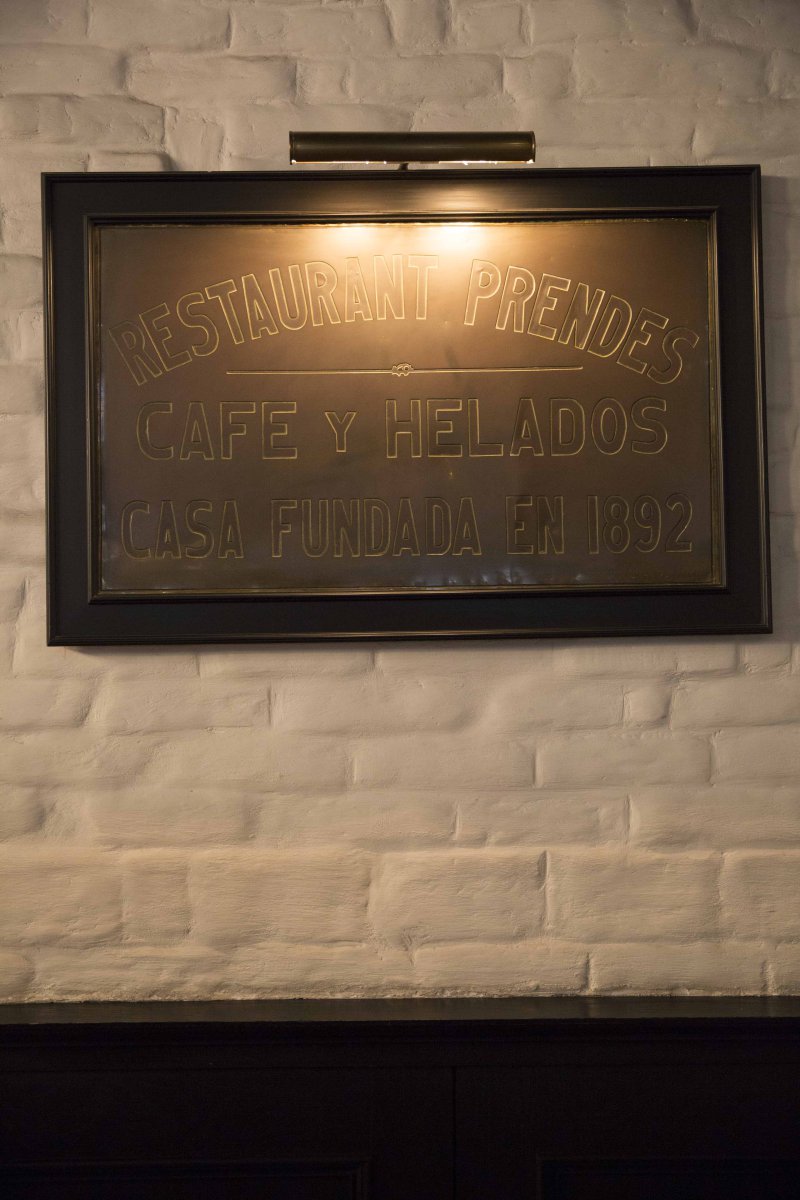 RESTAURANT PRENDES
CAFE Y HELADOS
CASA FUNDADA EN 1892